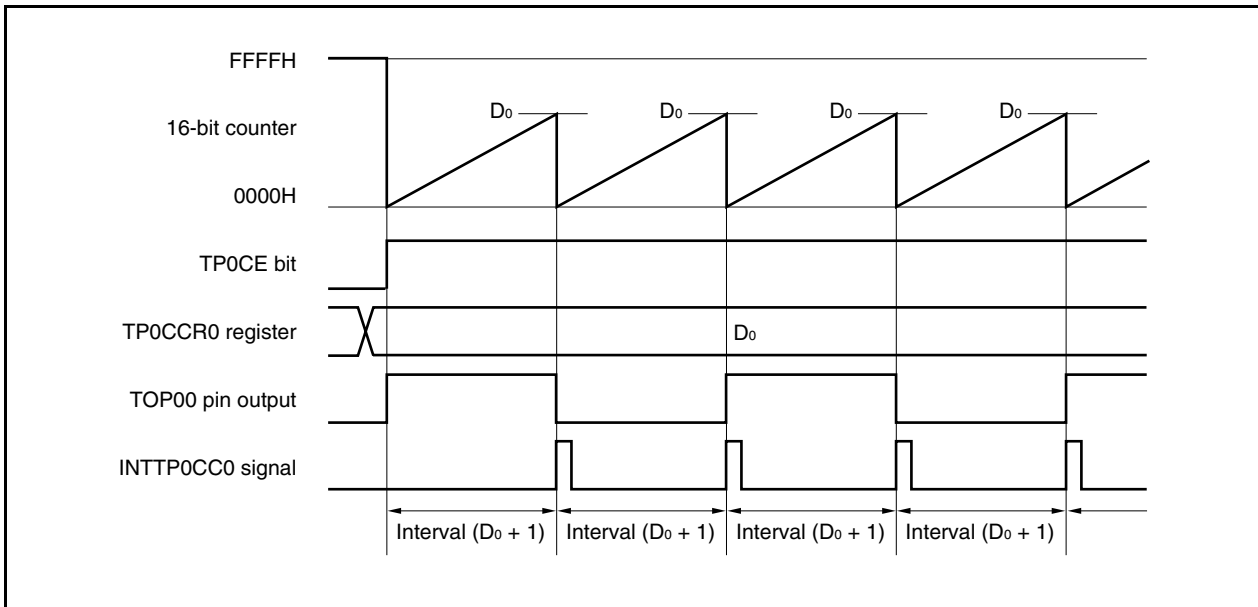 FFFFH
D0 D0 D0 D0
16-bit counter
0000H
TP0CE bit
TP0CCR0 register D0
TOP00 pin output
INTTP0CC0 signal
Interval (D0 + 1) Interval (D0 + 1) Interval (D0 + 1) Interval (D0 + 1)